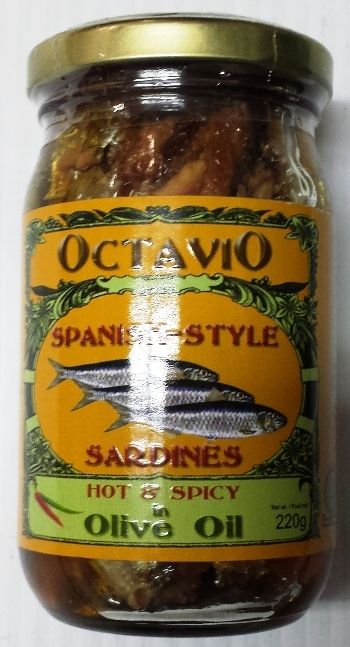 OCTAVIO
SPANISH-STYLE
SARDINES
HOT & SPICY
in
Olive Oil
220g